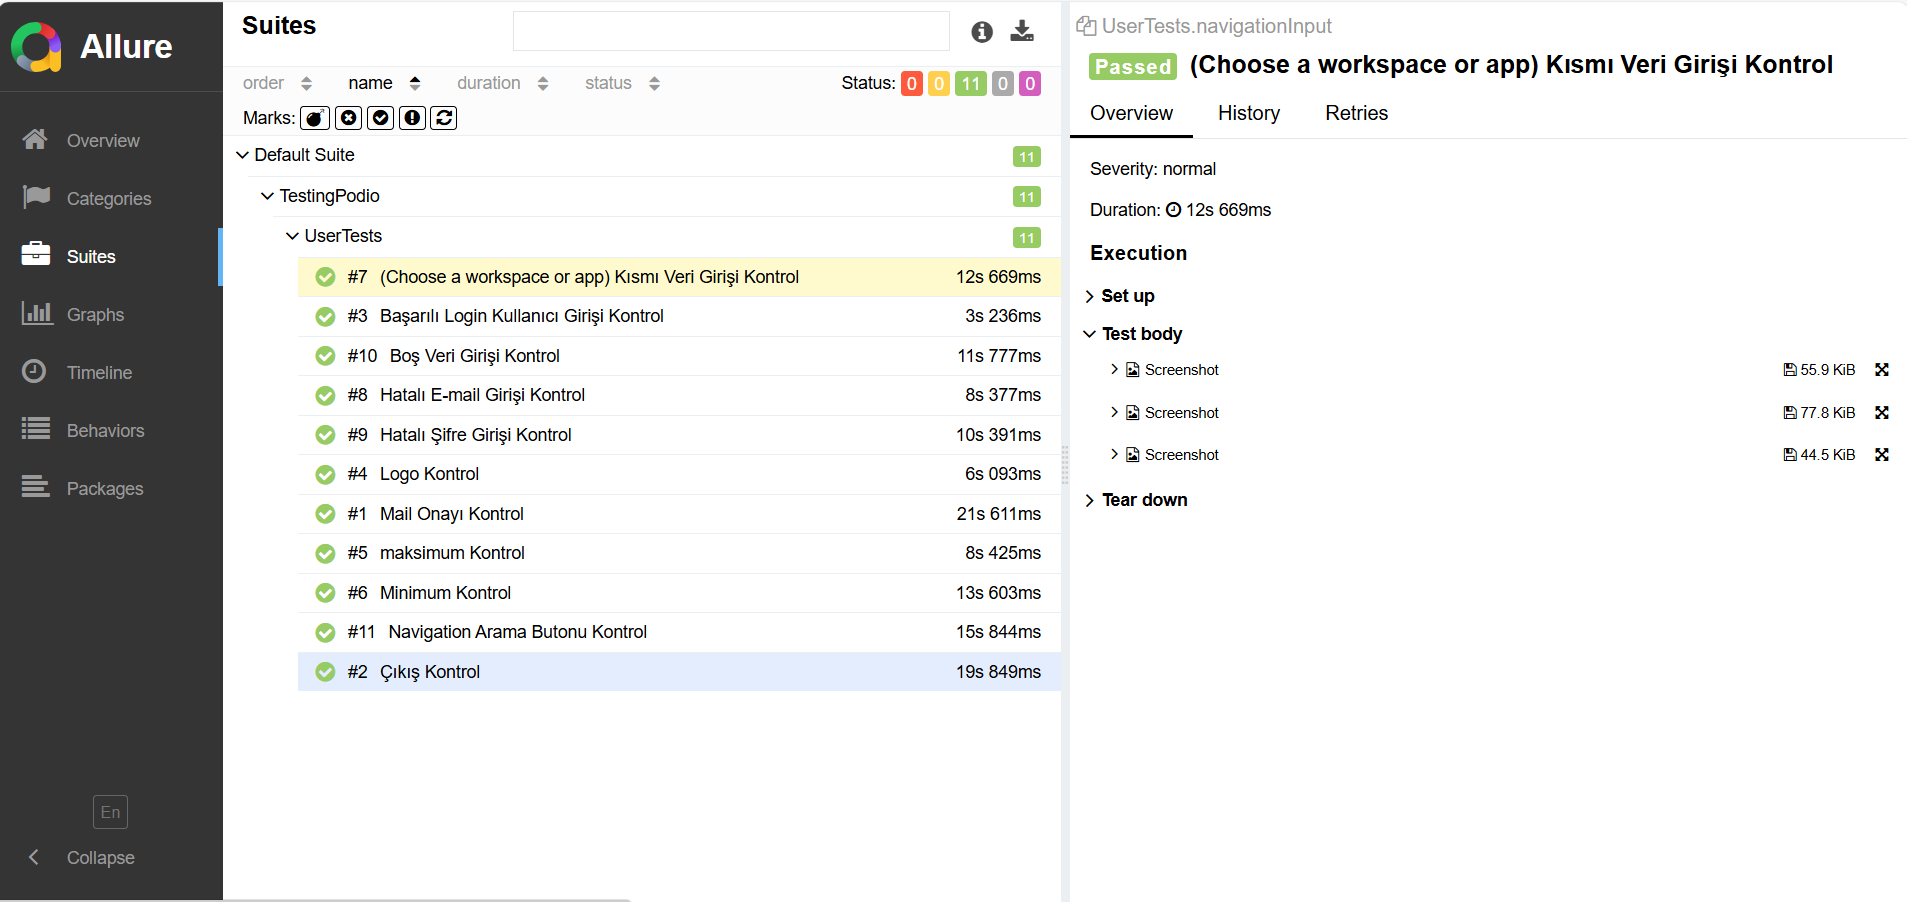 Allure
Overview
Categories
Suites
Graphs
Timeline
Behaviors
Packages
En
Collapse
Suites
order name duration status Status: 0 0 11 0 0
Marks:
Default Suite 11
TestingPodio 11
UserTests 11
#7 (Choose a workspace or app) Kısmı Veri Girişi Kontrol 12s 669ms
#3 Başarılı Login Kullanıcı Girişi Kontrol 3s 236ms
#10 Boş Veri Girişi Kontrol 11s 777ms
#8 Hatalı E-mail Girişi Kontrol 8s 377ms
#9 Hatalı Şifre Girişi Kontrol 10s 391ms
#4 Logo Kontrol 6s 093ms
#1 Mail Onayı Kontrol 21s 611ms
#5 maksimum Kontrol 8s 425ms
#6 Minimum Kontrol 13s 603ms
#11 Navigation Arama Butonu Kontrol 15s 844ms
#2 Çıkış Kontrol 19s 849ms
UserTests.navigationInput
Passed (Choose a workspace or app) Kısmı Veri Girişi Kontrol
Overview History Retries
Severity: normal
Duration: 12s 669ms
Execution
Set up
Test body
Screenshot 55.9 KiB
Screenshot 77.8 KiB
Screenshot 44.5 KiB
Tear down